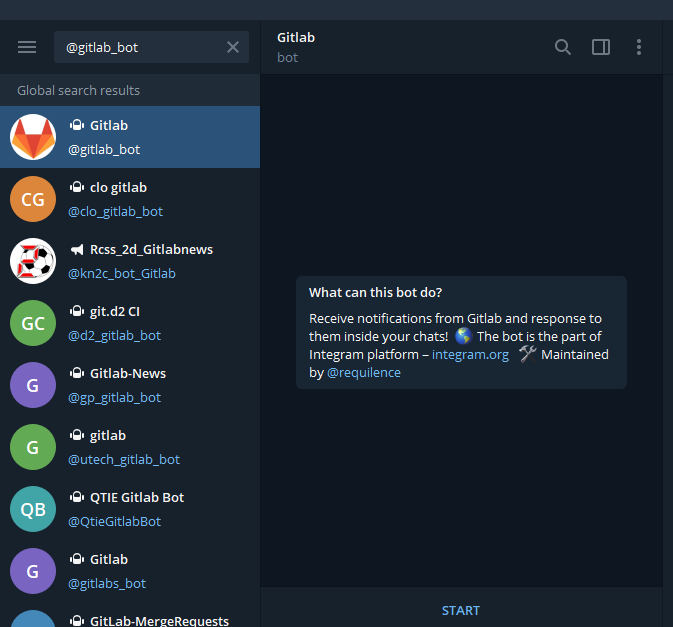 @gitlab_bot
Global search results
Gitlab
@gitlab_bot
CG
clo gitlab
@clo_gitlab_bot
Rcss_2d_Gitlabnews
@kn2c_bot_Gitlab
GC
git.d2 CI
@d2_gitlab_bot
G
Gitlab-News
@gp_gitlab_bot
G
gitlab
@utech_gitlab_bot
QB
QTIE Gitlab Bot
@QtieGitlabBot
G
Gitlab
@gitlabs_bot
GitLab-MergeRequests
Gitlab
bot
What can this bot do?
Receive notifications from Gitlab and response to
them inside your chats! 🌎 The bot is the part of
Integram platform – integram.org 🛠 Maintained
by @requilence
START